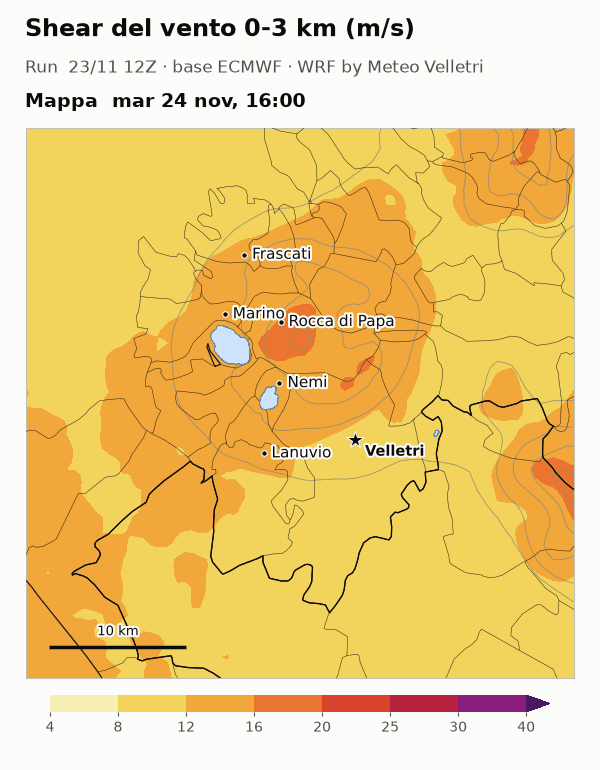 Shear del vento 0-3 km (m/s)
Run  23/11 12Z · base ECMWF · WRF by Meteo Velletri
Mappa  mar 24 nov, 16:00
Frascati
Marino
Rocca di Papa
Nemi
Velletri
Lanuvio
10 km
4 8 12 16 20 25 30 40